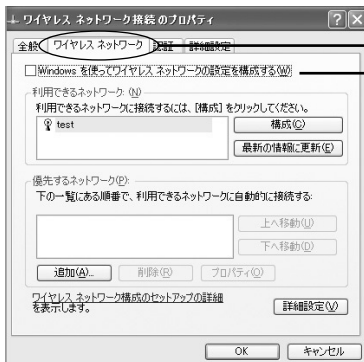 ワイヤレス ネットワーク接続 のプロパティ
全般 ワイヤレス ネットワーク 認証 詳細設定
Windows を使ってワイヤレス ネットワークの設定を構成する(W)
利用できるネットワーク: (N)
利用できるネットワークに接続するには、[構成] をクリックしてください。
test
構成(C)
最新の情報に更新(E)
優先するネットワーク(P):
下の一覧にある順番で、利用できるネットワークに自動的に接続する:
上へ移動(U)
下へ移動(D)
追加(A)... 削除(R) プロパティ(O)
ワイヤレス ネットワーク構成のセットアップの詳細
を表示します。
詳細設定(V)
OK キャンセル